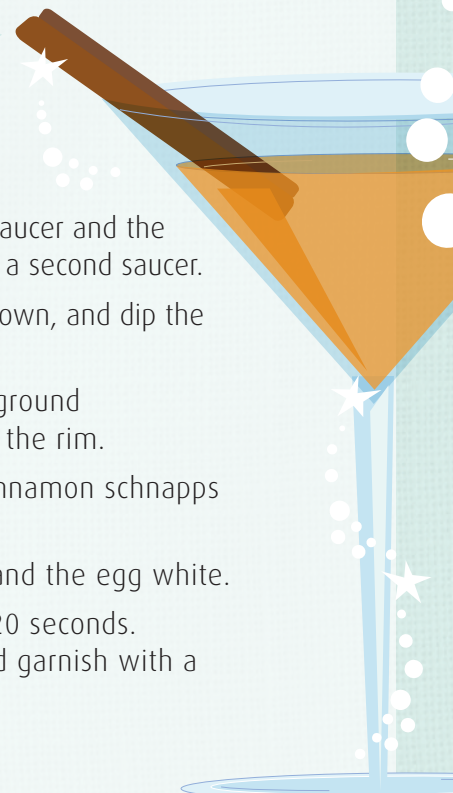 aucer and the
a second saucer.
own, and dip the
ground
the rim.
nnamon schnapps
and the egg white.
20 seconds.
d garnish with a